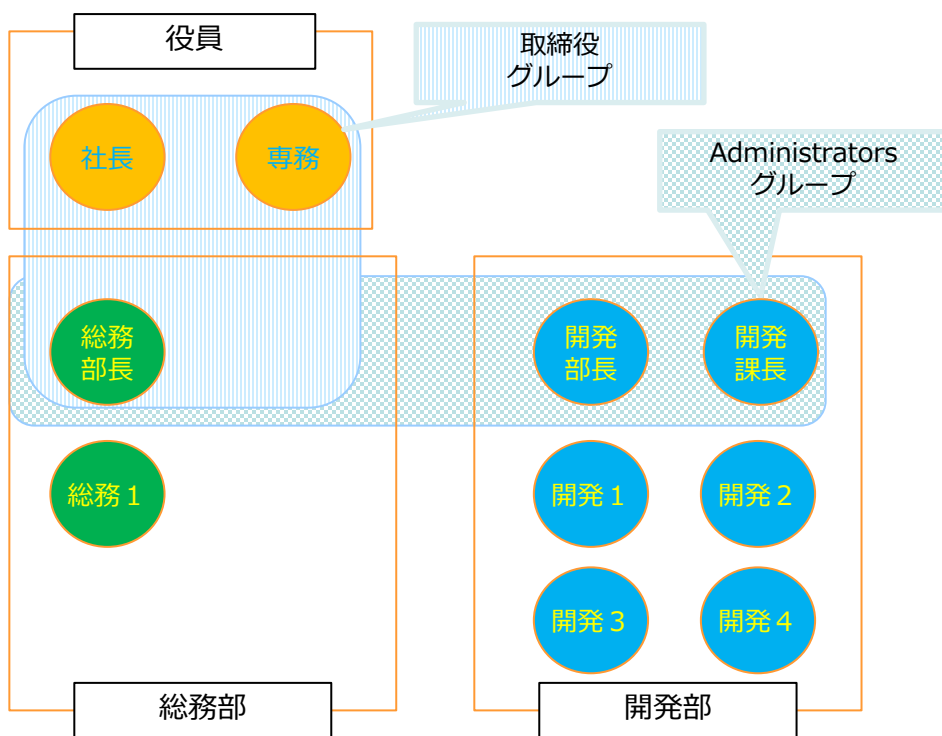 役員
取締役
グループ
社長
専務
Administrators
グループ
総務
部長
開発
部長
開発
課長
総務１
開発１
開発２
開発３
開発４
総務部
開発部